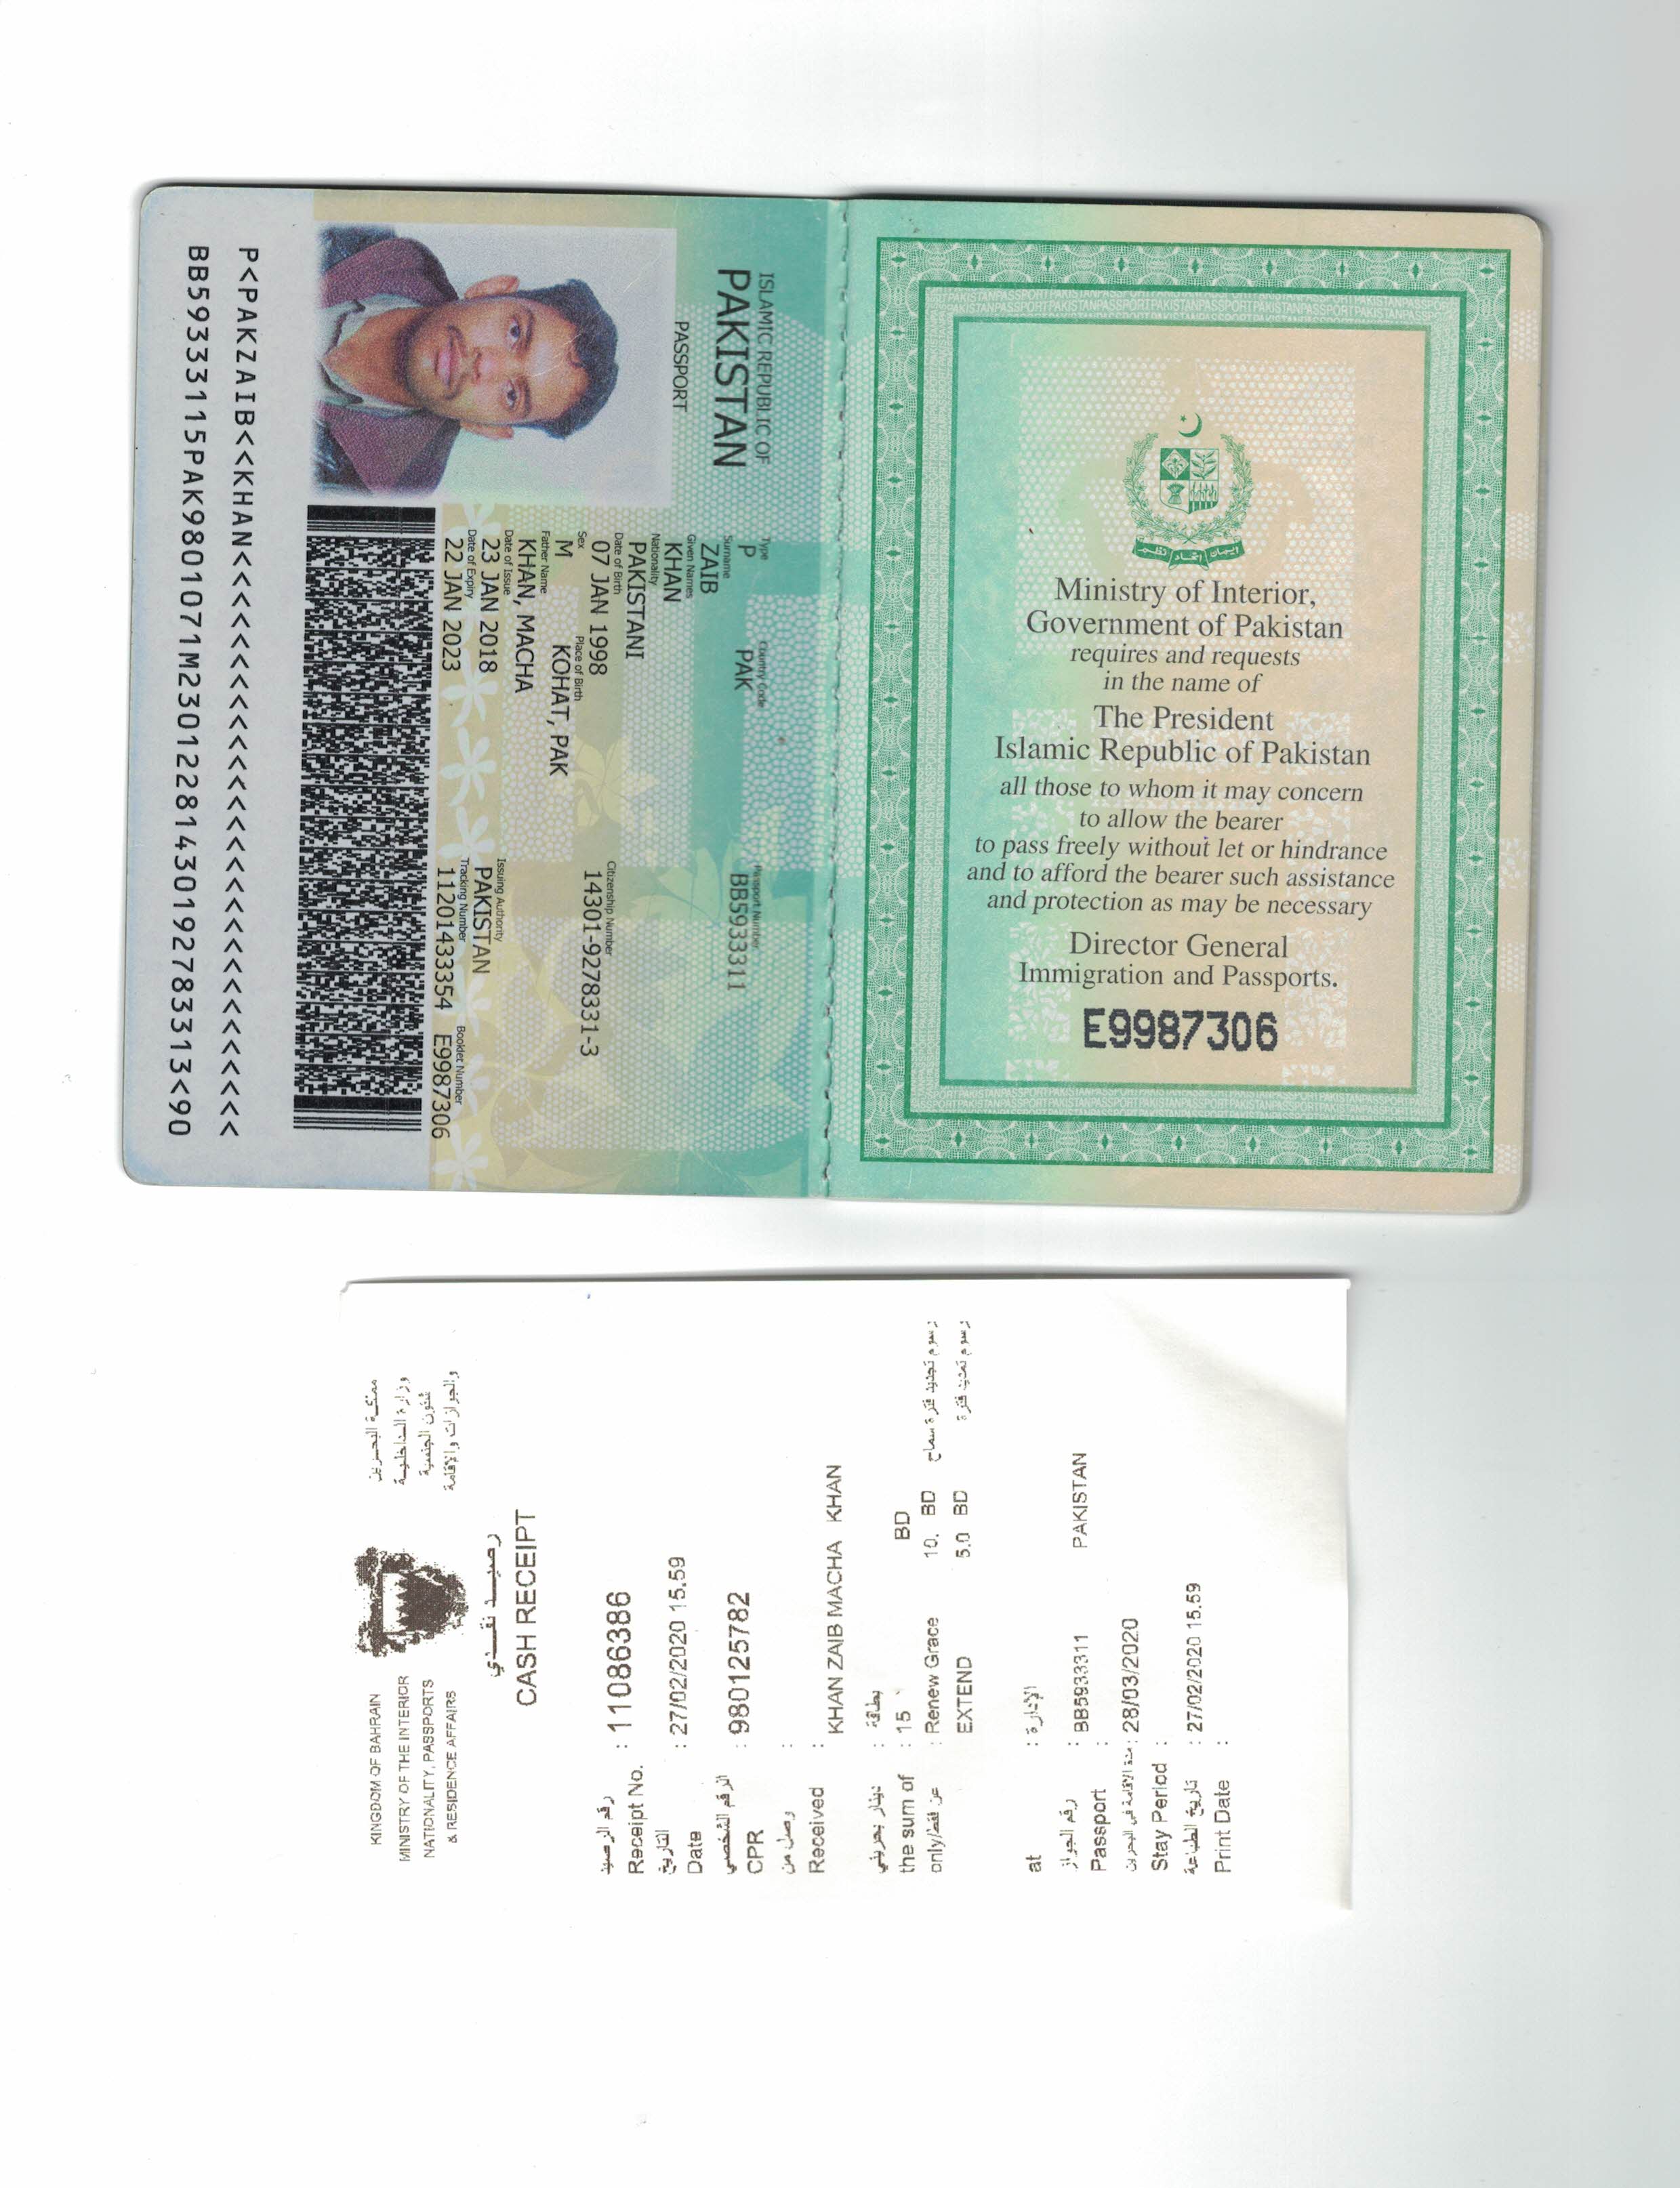 Ministry of Interior,
Government of Pakistan
requires and requests
in the name of
The President
Islamic Republic of Pakistan
all those to whom it may concern
to allow the bearer
to pass freely without let or hindrance
and to afford the bearer such assistance
and protection as may be necessary
Director General
Immigration and Passports.
E9987306
ISLAMIC REPUBLIC OF
PAKISTAN
PASSPORT
Type Country Code Passport Number
P PAK BB5933311
Surname
ZAIB
Given Names
KHAN
Nationality
PAKISTANI
Date of Birth Citizenship Number
07 JAN 1998 14301-9278331-3
Sex Place of Birth
M KOHAT, PAK
Father Name
KHAN, MACHA
Date of Issue Issuing Authority
23 JAN 2018 PAKISTAN
Date of Expiry Tracking Number Booklet Number
22 JAN 2023 11201433354 E9987306
P<PAKZAIB<<KHAN<<<<<<<<<<<<<<<<<<<<<<<<<<<<<
BB59333115PAK9801071M23012281430192783313<90
KINGDOM OF BAHRAIN مملكة البحرين
MINISTRY OF THE INTERIOR وزارة الداخلية
NATIONALITY, PASSPORTS شئون الجنسية
& RESIDENCE AFFAIRS والجوازات والإقامة
رصيد نقدي
CASH RECEIPT
رقم الرصيد
Receipt No. : 11086386
التاريخ
Date : 27/02/2020 15.59
الرقم الشخصي
CPR : 980125782
وصل من :
Received :
KHAN ZAIB MACHA KHAN
دينار بحريني : بطاقة
the sum of : 15 BD
only/عن فقط : Renew Grace 10. BD رسوم تجديد فترة سماح
EXTEND 5.0 BD رسوم تمديد فترة
at : الإدارة
رقم الجواز : BB5933311 PAKISTAN
Passport :
مدة الاقامة في البحرين : 28/03/2020
Stay Period :
تاريخ الطباعة : 27/02/2020 15.59
Print Date :